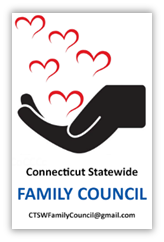 Connecticut Statewide
FAMILY COUNCIL
CTSWFamilyCouncil@gmail.com